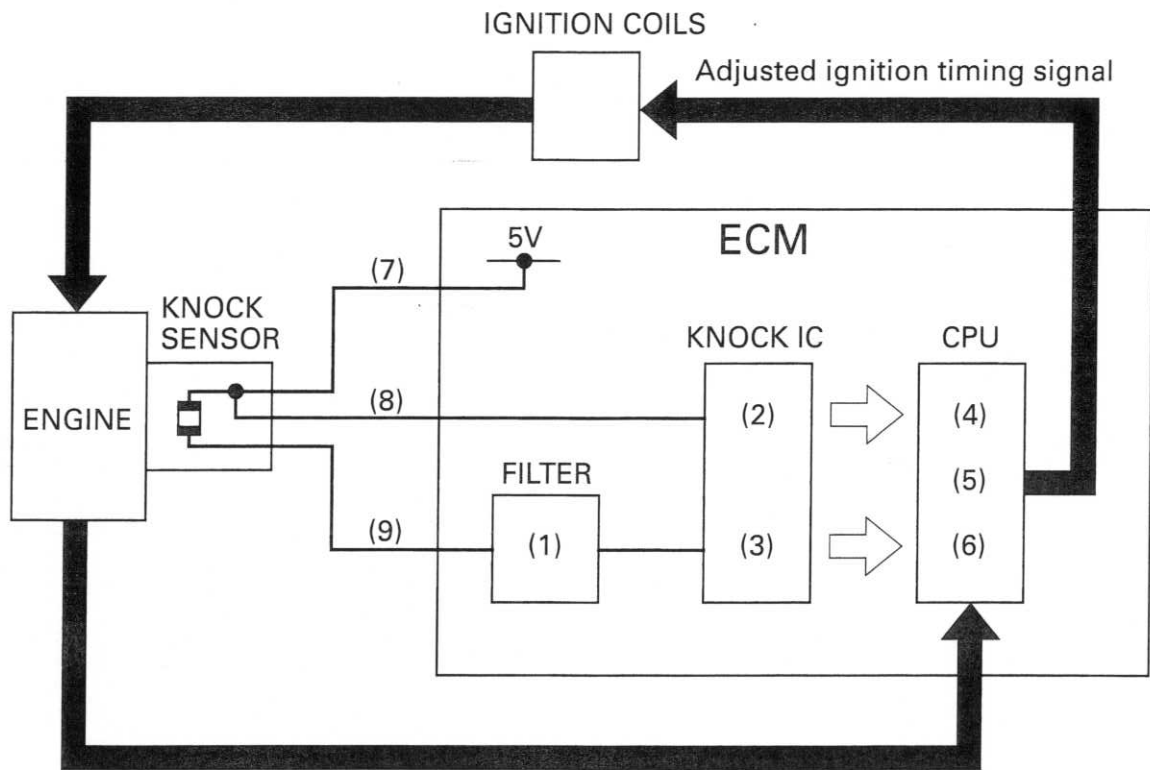 IGNITION COILS
Adjusted ignition timing signal
ECM
5V
(7)
KNOCK
SENSOR
KNOCK IC
CPU
ENGINE
(8)
(2)
(4)
FILTER
(5)
(9)
(1)
(3)
(6)